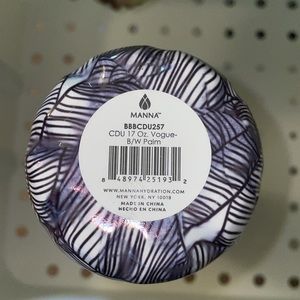 MANNA™
BBBCDU257
CDU 17 Oz. Vogue-
B/W Palm
8 48974 25193 2
WWW.MANNAHYDRATION.COM
NEW YORK, NY 10018
MADE IN CHINA
HECHO EN CHINA